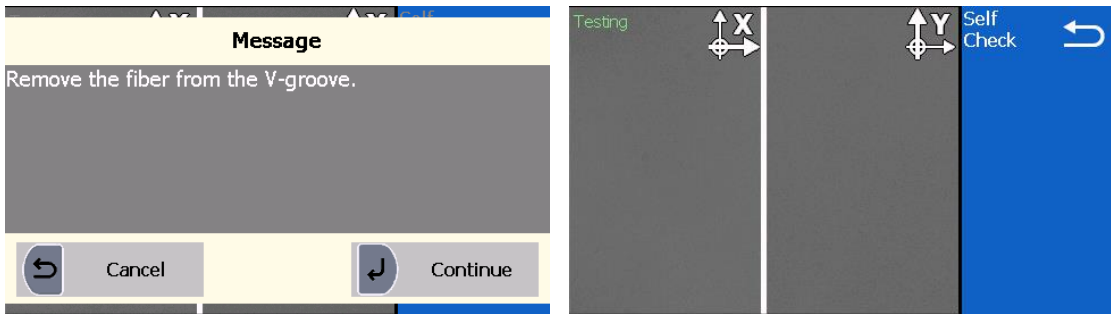 Message
Remove the fiber from the V-groove.
Cancel
Continue
Testing
X
Y
Self
Check